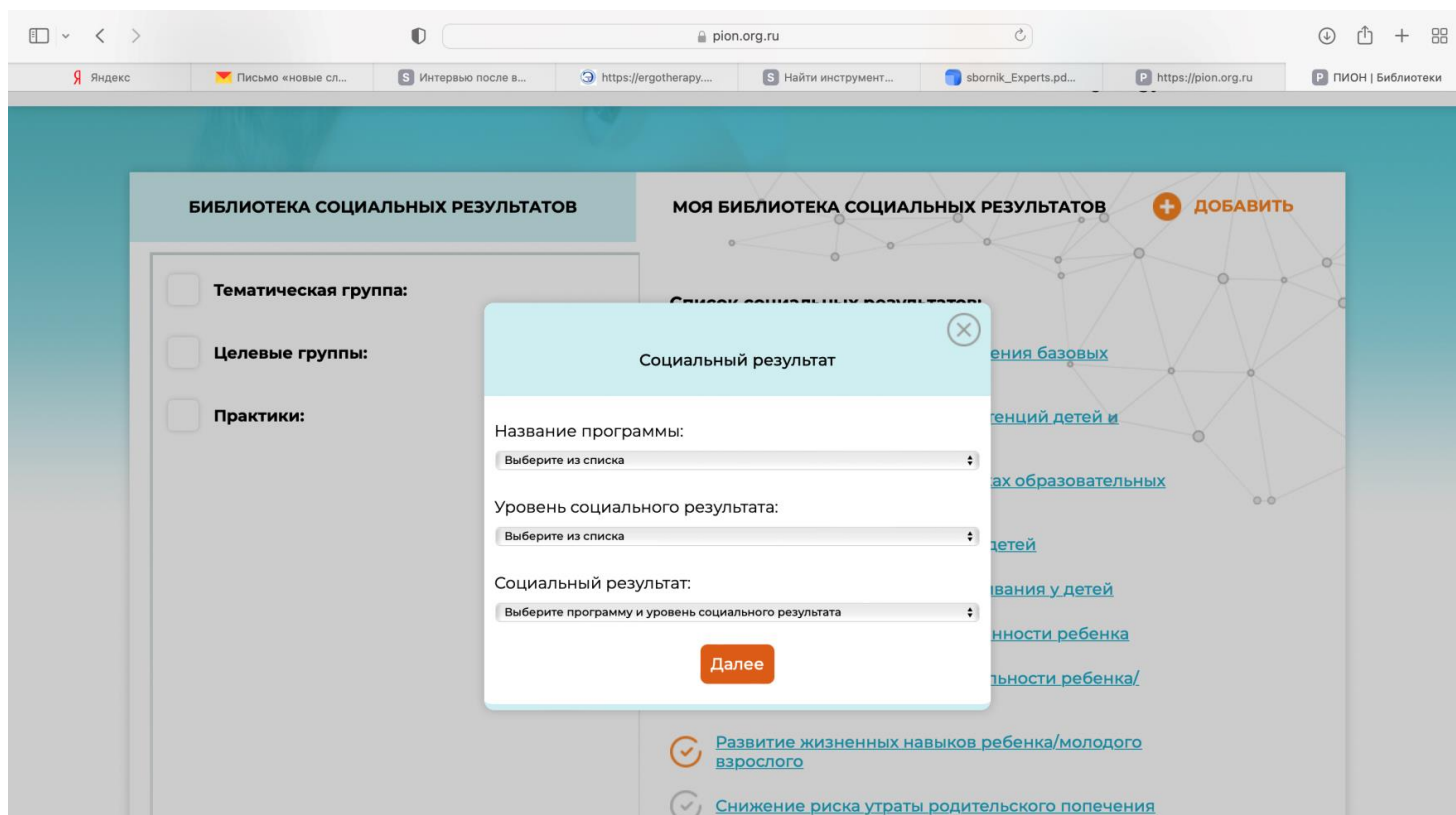 pion.org.ru
Я Яндекс
Письмо «новые сл...
S Интервью после в...
https://ergotherapy....
S Найти инструмент...
sbornik_Experts.pd...
P https://pion.org.ru
P ПИОН | Библиотеки
БИБЛИОТЕКА СОЦИАЛЬНЫХ РЕЗУЛЬТАТОВ
МОЯ БИБЛИОТЕКА СОЦИАЛЬНЫХ РЕЗУЛЬТАТОВ
ДОБАВИТЬ
Тематическая группа:
Целевые группы:
Практики:
Список социальных результатов:
ения базовых
тенций детей и
ах образовательных
детей
ивания у детей
нности ребенка
льности ребенка/
Развитие жизненных навыков ребенка/молодого
взрослого
Снижение риска утраты родительского попечения
Социальный результат
Название программы:
Выберите из списка
Уровень социального результата:
Выберите из списка
Социальный результат:
Выберите программу и уровень социального результата
Далее